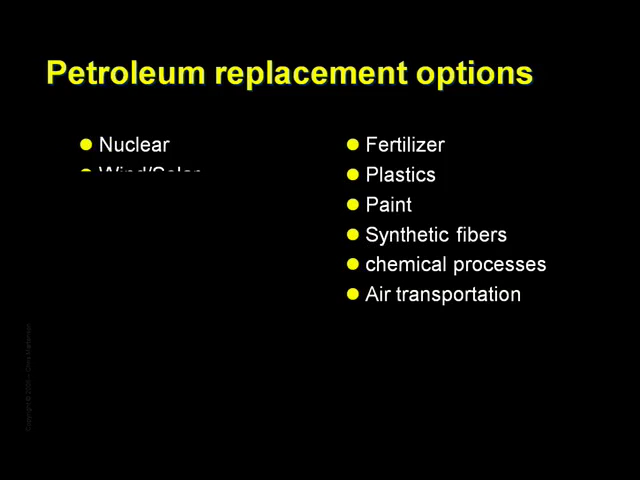 Petroleum replacement options
Nuclear
Wind/Solar
Fertilizer
Plastics
Paint
Synthetic fibers
chemical processes
Air transportation